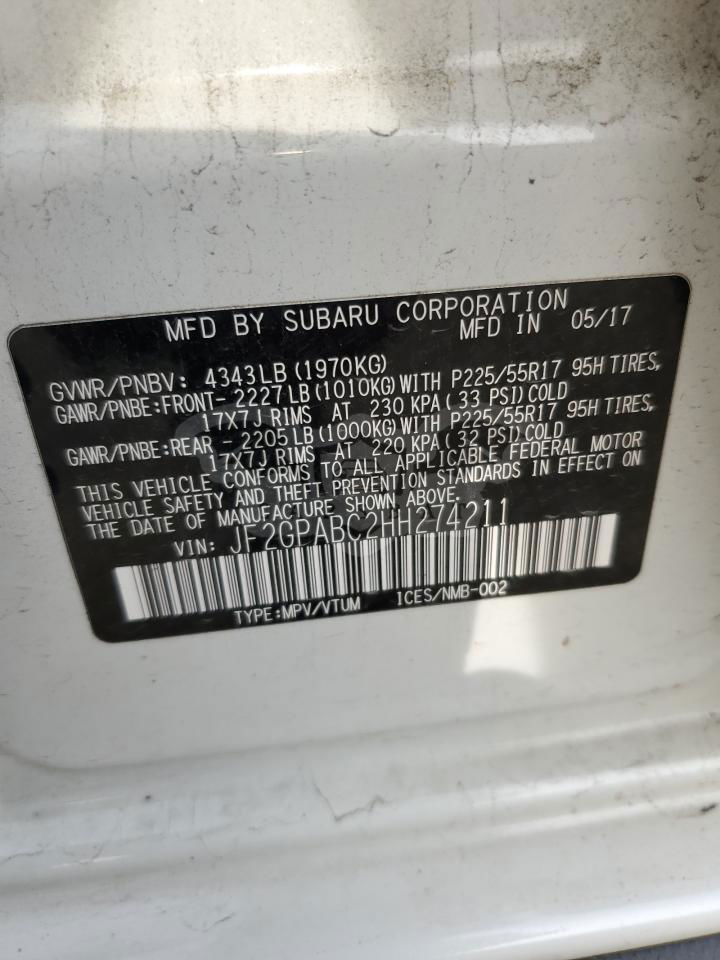 MFD BY SUBARU CORPORATION
MFD IN 05/17
GVWR/PNBV: 4343LB (1970KG)
GAWR/PNBE:FRONT- 2227LB (1010KG) WITH P225/55R17 95H TIRES,
17X7J RIMS AT 230 KPA (33 PSI) COLD
GAWR/PNBE:REAR - 2205LB (1000KG) WITH P225/55R17 95H TIRES,
17X7J RIMS AT 220 KPA (32 PSI) COLD
THIS VEHICLE CONFORMS TO ALL APPLICABLE FEDERAL MOTOR
VEHICLE SAFETY AND THEFT PREVENTION STANDARDS IN EFFECT ON
THE DATE OF MANUFACTURE SHOWN ABOVE.
VIN: JF2GPABC2HH274211
TYPE:MPV/VTUM ICES/NMB-002